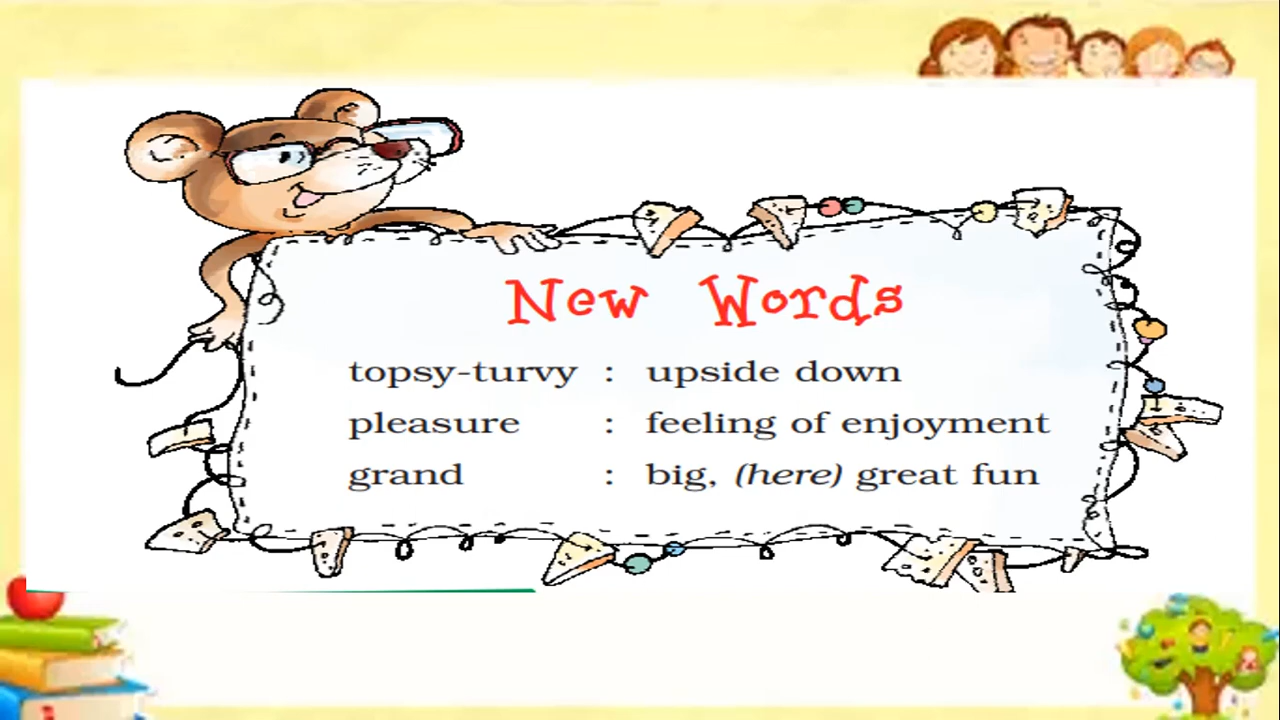 New Words
topsy-turvy : upside down
pleasure : feeling of enjoyment
grand : big, (here) great fun